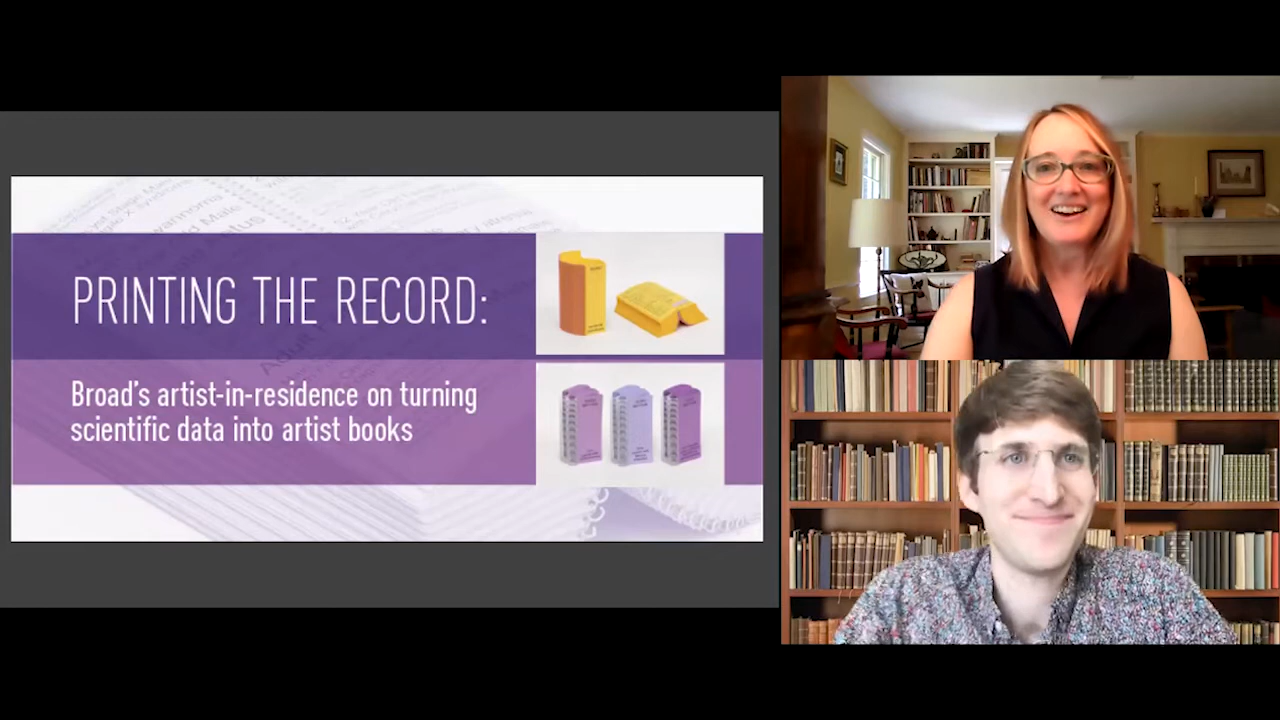 PRINTING THE RECORD:
Broad's artist-in-residence on turning
scientific data into artist books